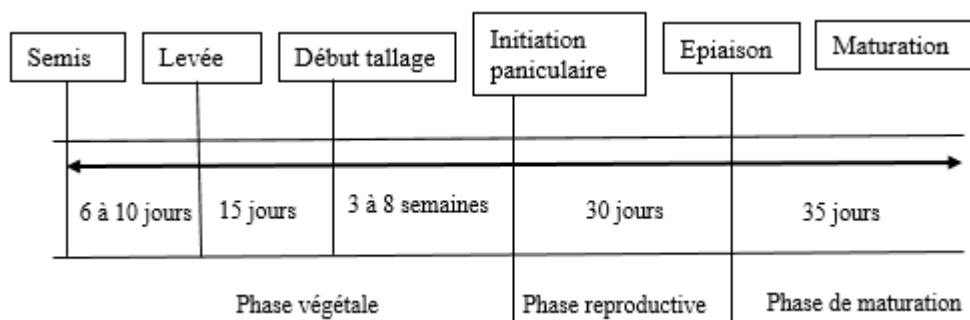 Semis
Levée
Début tallage
Initiation
paniculaire
Epiaison
Maturation
6 à 10 jours
15 jours
3 à 8 semaines
30 jours
35 jours
Phase végétale
Phase reproductive
Phase de maturation